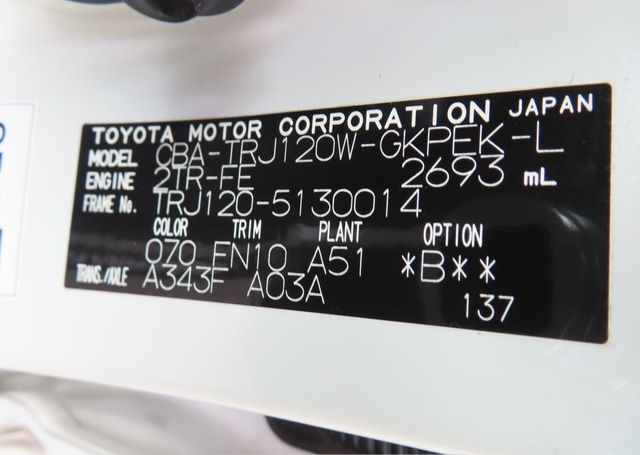 TOYOTA MOTOR CORPORATION JAPAN
MODEL CBA-TRJ120W-GKPEK-L
ENGINE 2TR-FE 2693 mL
FRAME No. TRJ120-5130014
COLOR TRIM PLANT OPTION
070 FN10 A51 *B**
TRANS./AXLE A343F A03A
137